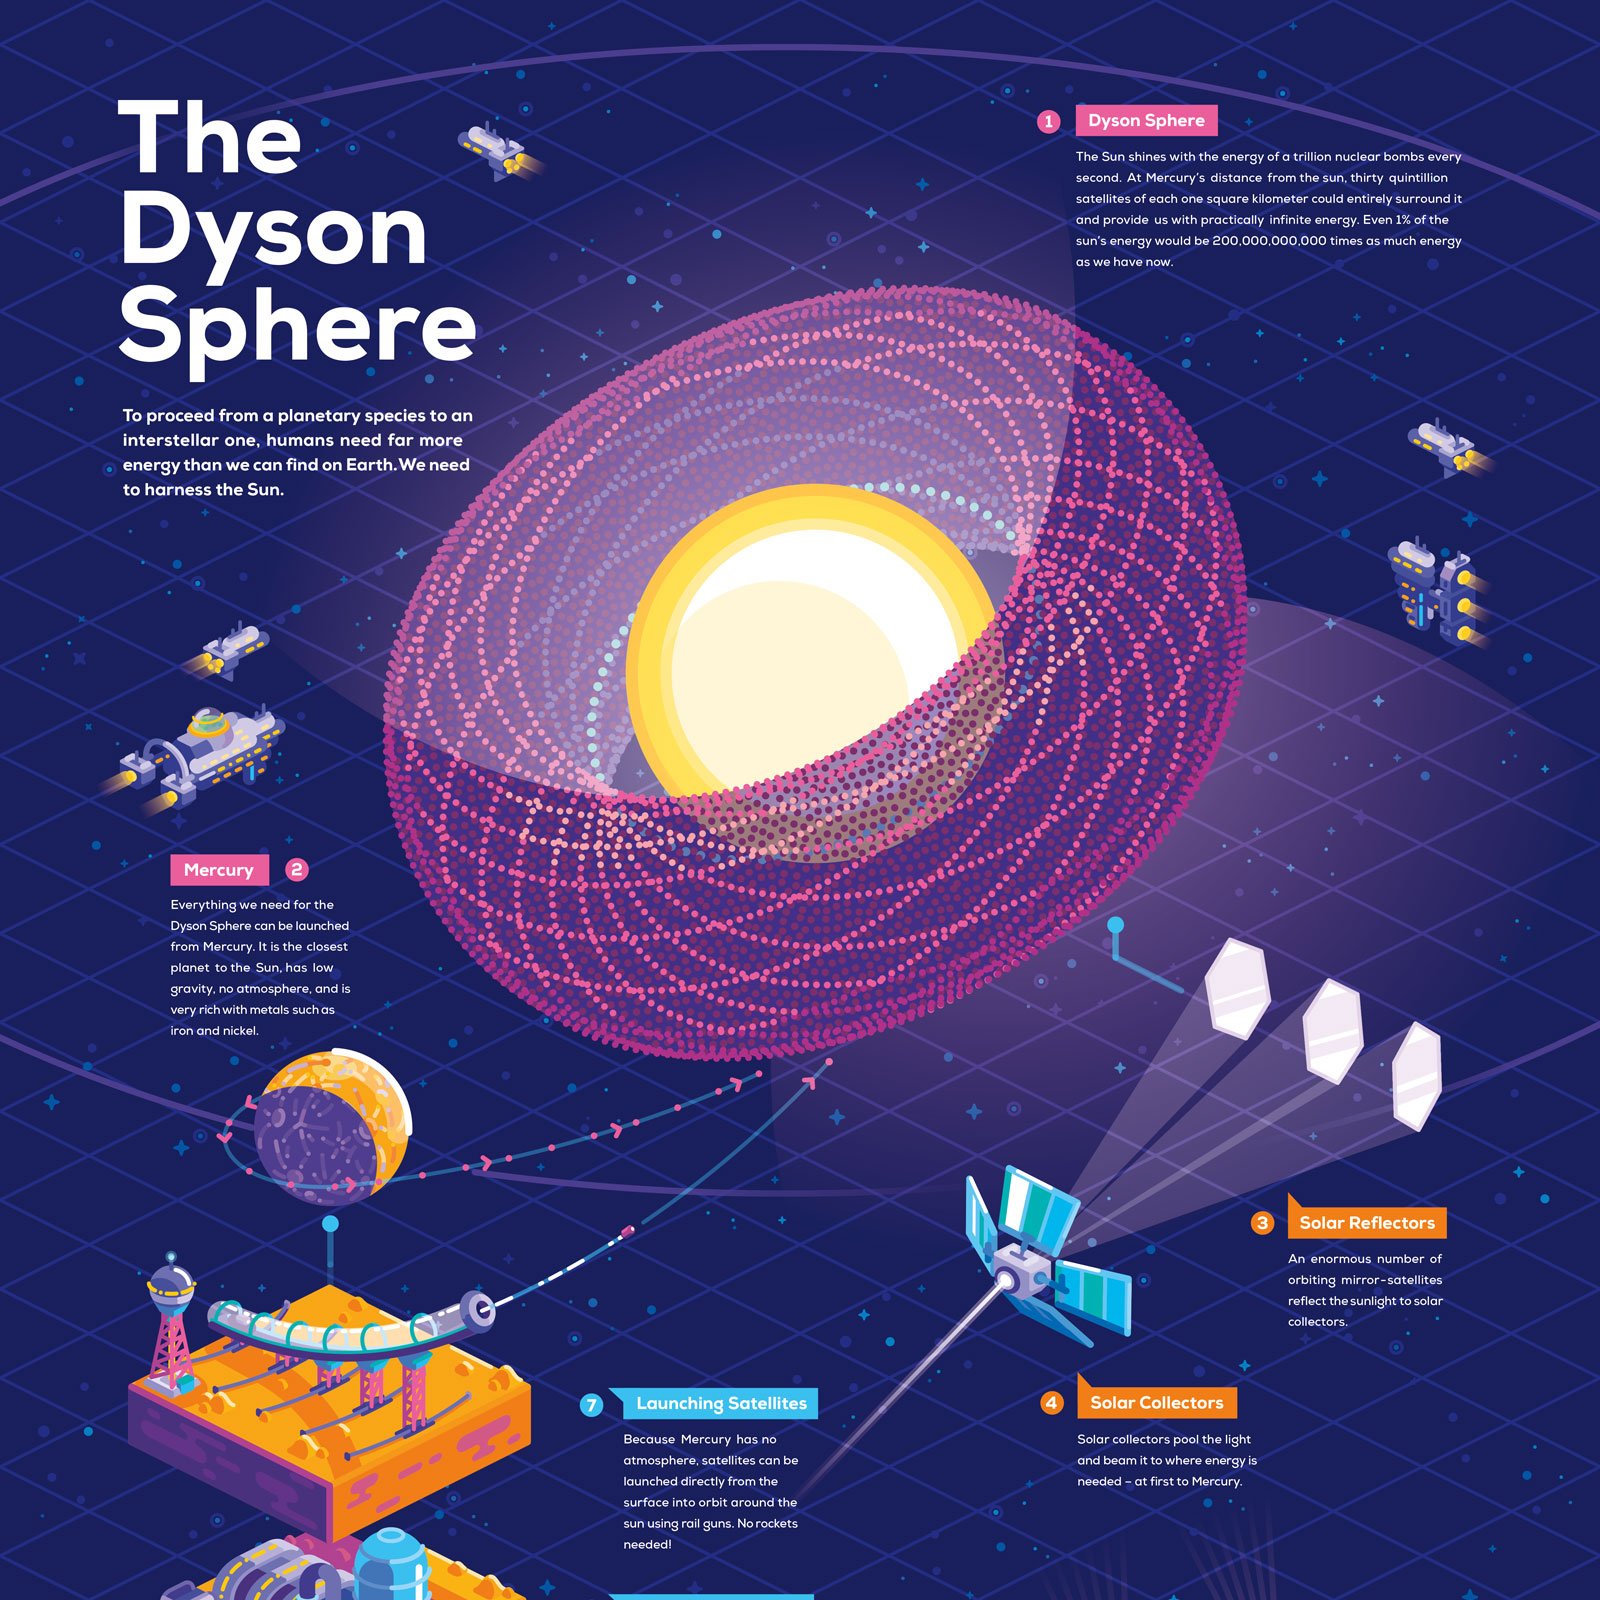 The
Dyson
Sphere
To proceed from a planetary species to an
interstellar one, humans need far more
energy than we can find on Earth. We need
to harness the Sun.
1 Dyson Sphere
The Sun shines with the energy of a trillion nuclear bombs every
second. At Mercury's distance from the sun, thirty quintillion
satellites of each one square kilometer could entirely surround it
and provide us with practically infinite energy. Even 1% of the
sun's energy would be 200,000,000,000 times as much energy
as we have now.
Mercury 2
Everything we need for the
Dyson Sphere can be launched
from Mercury. It is the closest
planet to the Sun, has low
gravity, no atmosphere, and is
very rich with metals such as
iron and nickel.
3 Solar Reflectors
An enormous number of
orbiting mirror-satellites
reflect the sunlight to solar
collectors.
4 Solar Collectors
Solar collectors pool the light
and beam it to where energy is
needed – at first to Mercury.
7 Launching Satellites
Because Mercury has no
atmosphere, satellites can be
launched directly from the
surface into orbit around the
sun using rail guns. No rockets
needed!